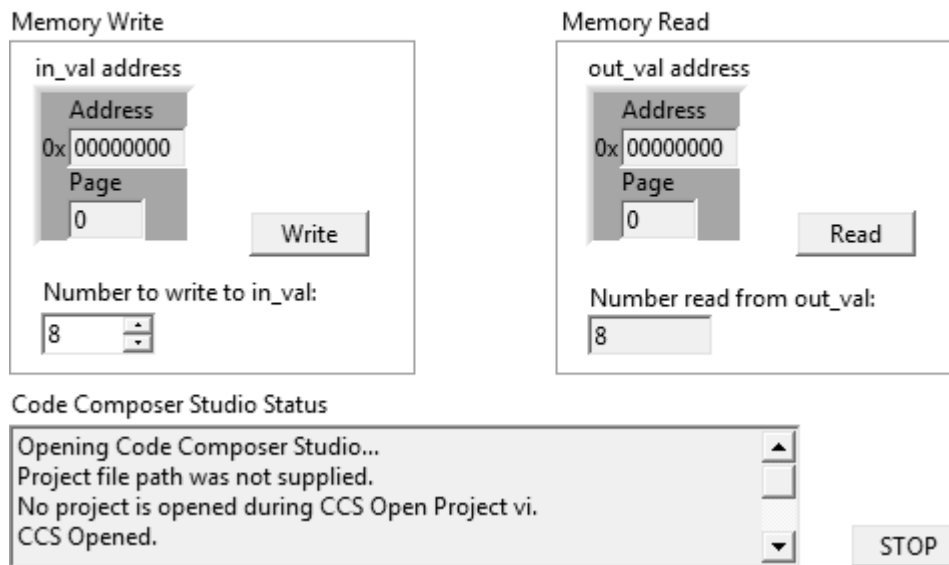 Memory Write
in_val address
Address
0x 00000000
Page
0
Write
Number to write to in_val:
8
Memory Read
out_val address
Address
0x 00000000
Page
0
Read
Number read from out_val:
8
Code Composer Studio Status
Opening Code Composer Studio...
Project file path was not supplied.
No project is opened during CCS Open Project vi.
CCS Opened.
STOP